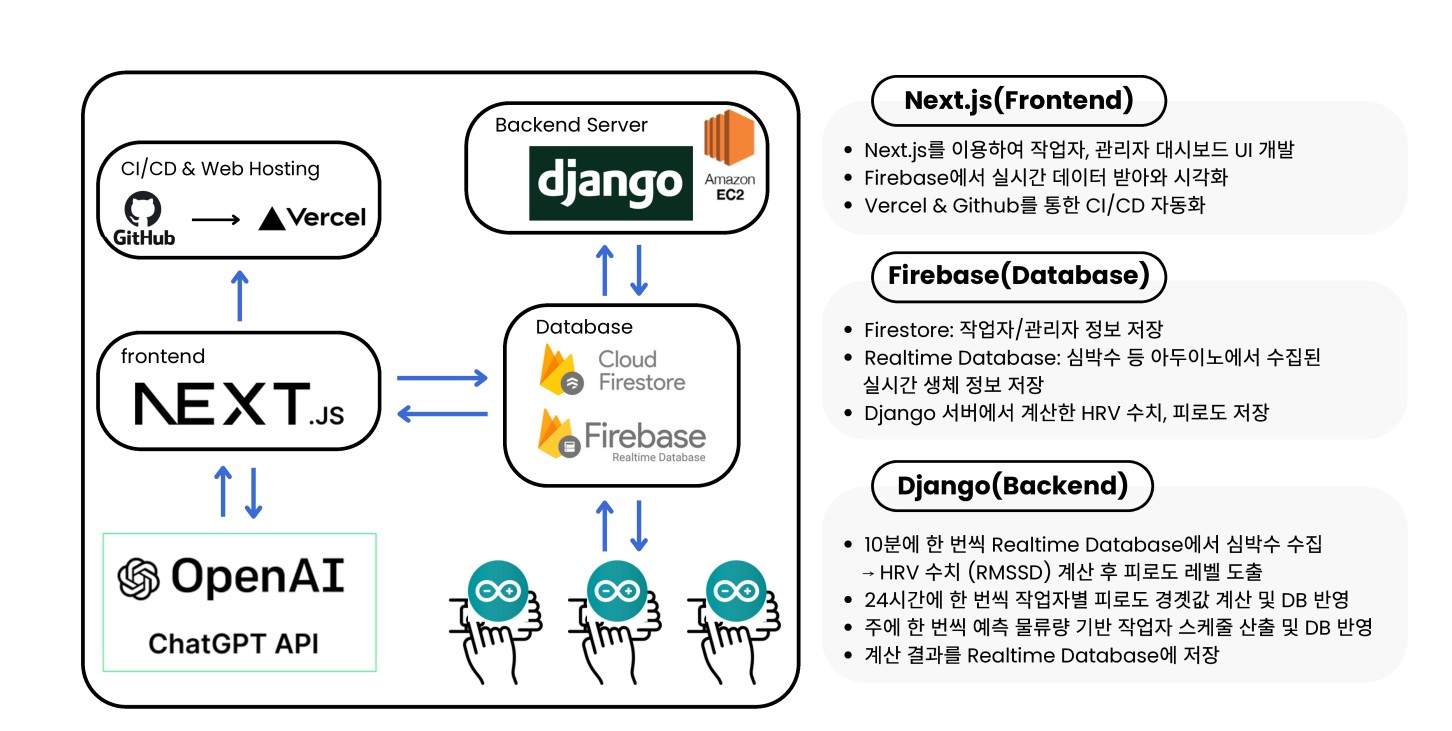 CI/CD & Web Hosting
GitHub
Vercel
Backend Server
django
Amazon
EC2
frontend
NEXT.JS
Database
Cloud
Firestore
Firebase
Realtime Database
OpenAI
ChatGPT API
Next.js(Frontend)
• Next.js를 이용하여 작업자, 관리자 대시보드 UI 개발
• Firebase에서 실시간 데이터 받아와 시각화
• Vercel & Github를 통한 CI/CD 자동화
Firebase(Database)
• Firestore: 작업자/관리자 정보 저장
• Realtime Database: 심박수 등 아두이노에서 수집된
실시간 생체 정보 저장
• Django 서버에서 계산한 HRV 수치, 피로도 저장
Django(Backend)
• 10분에 한 번씩 Realtime Database에서 심박수 수집
→ HRV 수치 (RMSSD) 계산 후 피로도 레벨 도출
• 24시간에 한 번씩 작업자별 피로도 경곗값 계산 및 DB 반영
• 주에 한 번씩 예측 물류량 기반 작업자 스케줄 산출 및 DB 반영
• 계산 결과를 Realtime Database에 저장